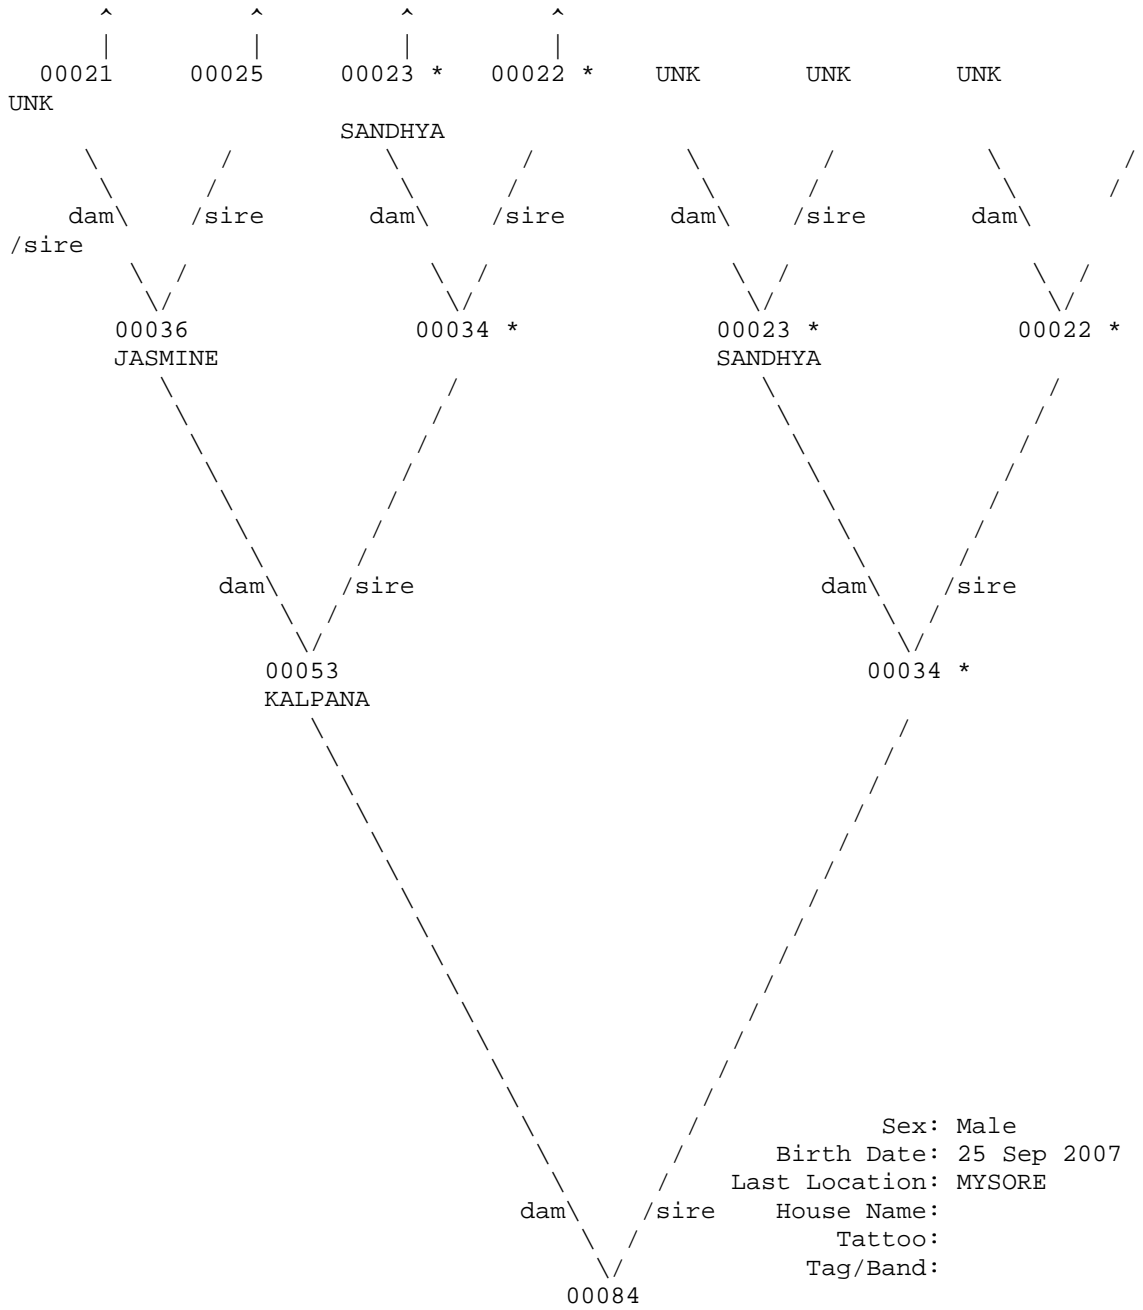 ^ ^ ^ ^
| | | |
00021 00025 00023 * 00022 * UNK UNK UNK
UNK
SANDHYA
\ / \ / \ / \ /
\ / \ / \ / \ /
dam\ /sire dam\ /sire dam\ /sire dam\
/sire
\ / \ / \ / \ /
\/ \/ \/ \/
00036 00034 * 00023 * 00022 *
JASMINE SANDHYA
\ / \ /
\ / \ /
\ / \ /
\ / \ /
\ / \ /
\ / \ /
\ / \ /
dam\ /sire dam\ /sire
\ / \ /
\/ \/
00053 00034 *
KALPANA
\ /
\ /
\ /
\ /
\ /
\ /
\ /
\ /
\ /
\ /
\ /
\ /
\ /
\ /
\ / Sex: Male
\ / Birth Date: 25 Sep 2007
\ / Last Location: MYSORE
dam\ /sire House Name:
\ / Tattoo:
\/ Tag/Band:
00084